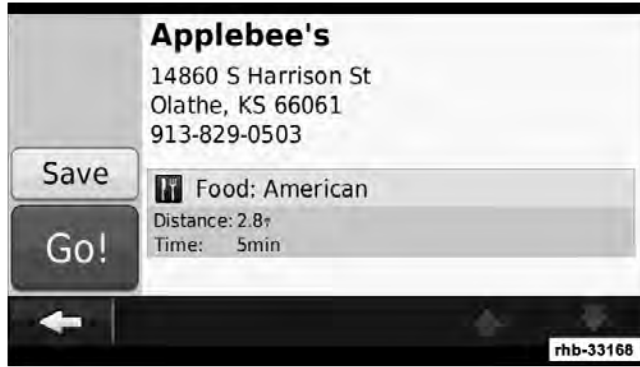 Applebee's
14860 S Harrison St
Olathe, KS 66061
913-829-0503
Save
Food: American
Distance: 2.8
Time: 5min
Go!
rhb-33168